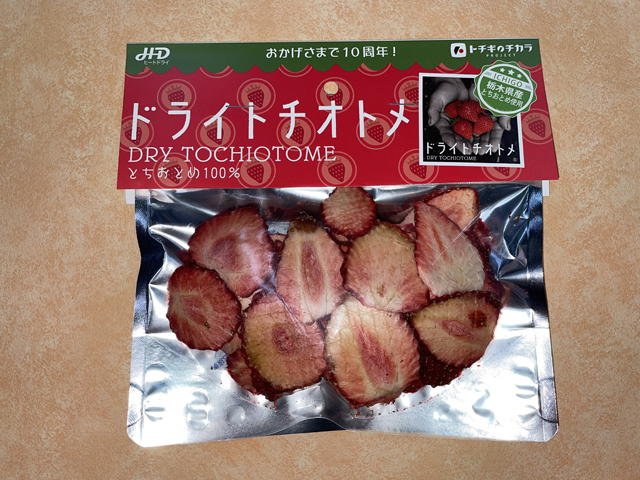 HD
ヒートドライ
おかげさまで10周年!
トチギのチカラ
PROJECT
ICHIGO
栃木県産
とちおとめ使用
ドライトチオトメ
DRY TOCHIOTOME
とちおとめ100%
ドライトチオトメ
DRY TOCHIOTOME